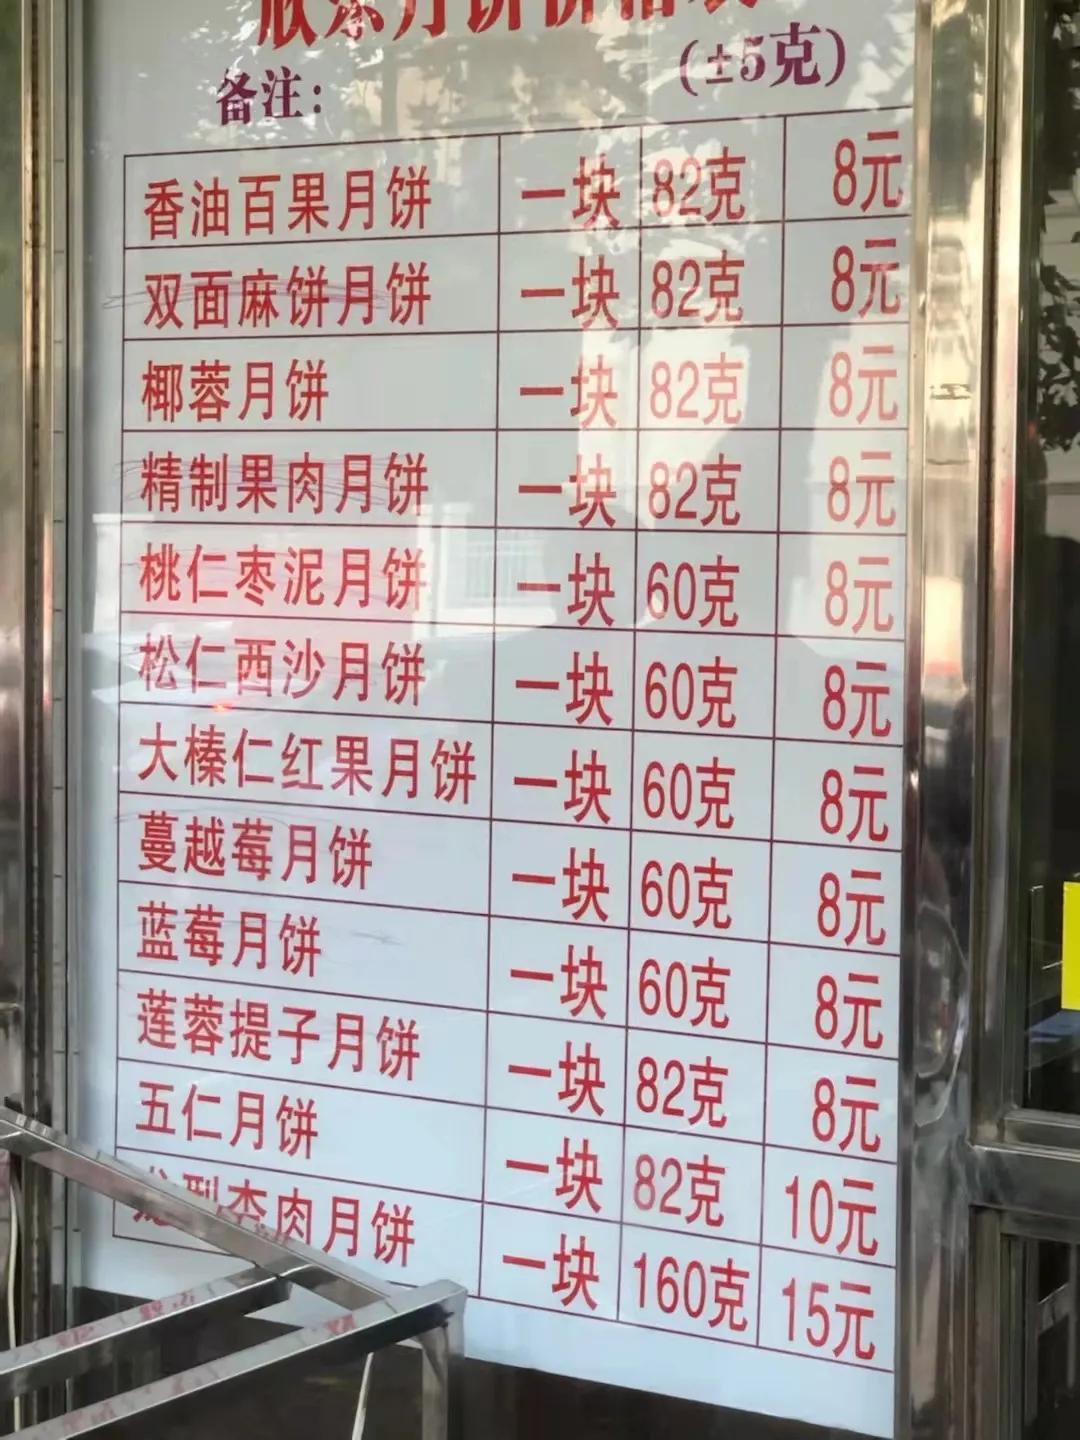 月饼价格表
备注: (±5克)
香油百果月饼 一块 82克 8元
双面麻饼月饼 一块 82克 8元
椰蓉月饼 一块 82克 8元
精制果肉月饼 一块 82克 8元
桃仁枣泥月饼 一块 60克 8元
松仁西沙月饼 一块 60克 8元
大榛仁红果月饼 一块 60克 8元
蔓越莓月饼 一块 60克 8元
蓝莓月饼 一块 60克 8元
莲蓉提子月饼 一块 82克 8元
五仁月饼 一块 82克 10元
型杏肉月饼 一块 160克 15元